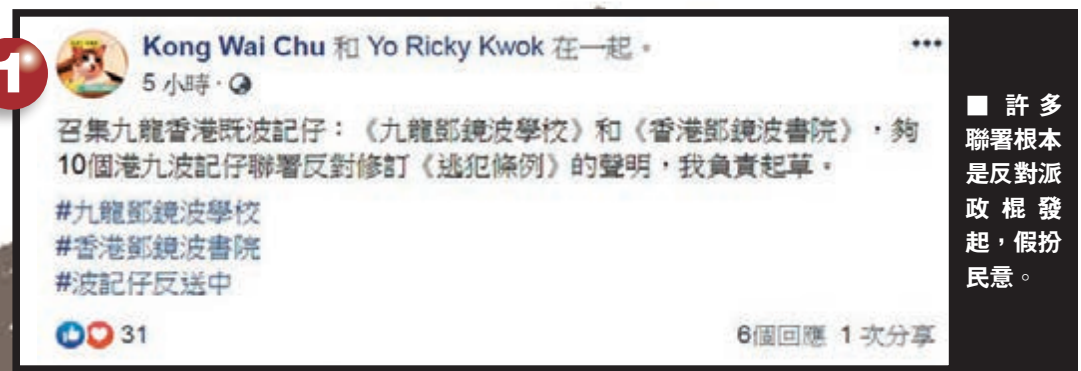 1
Kong Wai Chu 和 Yo Ricky Kwok 在一起。
5 小時 ·
召集九龍香港既波記仔：《九龍鄧鏡波學校》和《香港鄧鏡波書院》，夠
10個港九波記仔聯署反對修訂《逃犯條例》的聲明，我負責起草。
#九龍鄧鏡波學校
#香港鄧鏡波書院
#波記仔反送中
31
6個回應 1 次分享
■ 許多
聯署根本
是反對派
政棍發
起，假扮
民意。